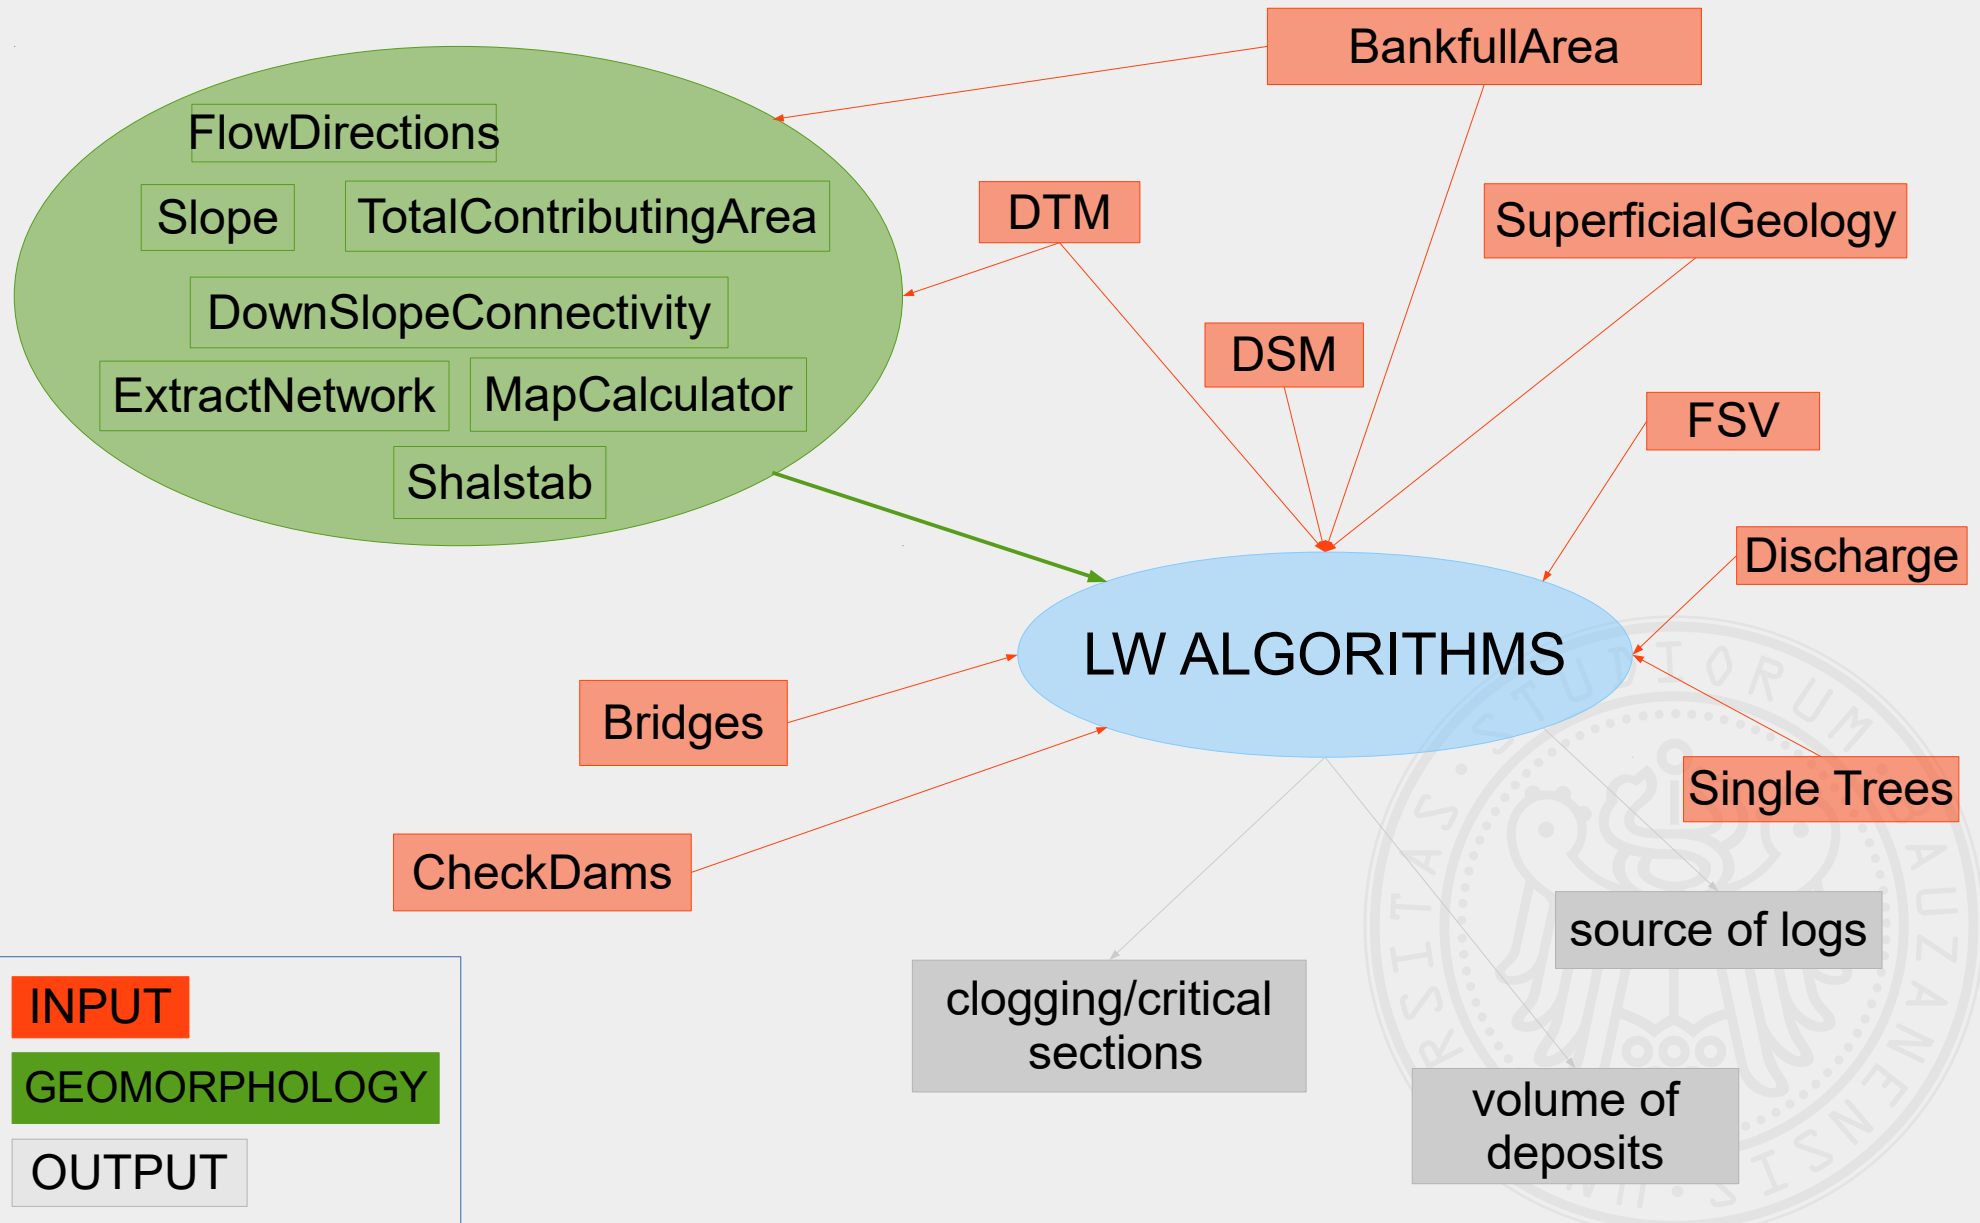 BankfullArea
FlowDirections
Slope
TotalContributingArea
DTM
SuperficialGeology
DownSlopeConnectivity
DSM
ExtractNetwork
MapCalculator
FSV
Shalstab
Discharge
LW ALGORITHMS
Bridges
Single Trees
CheckDams
source of logs
clogging/critical
sections
volume of
deposits
INPUT
GEOMORPHOLOGY
OUTPUT